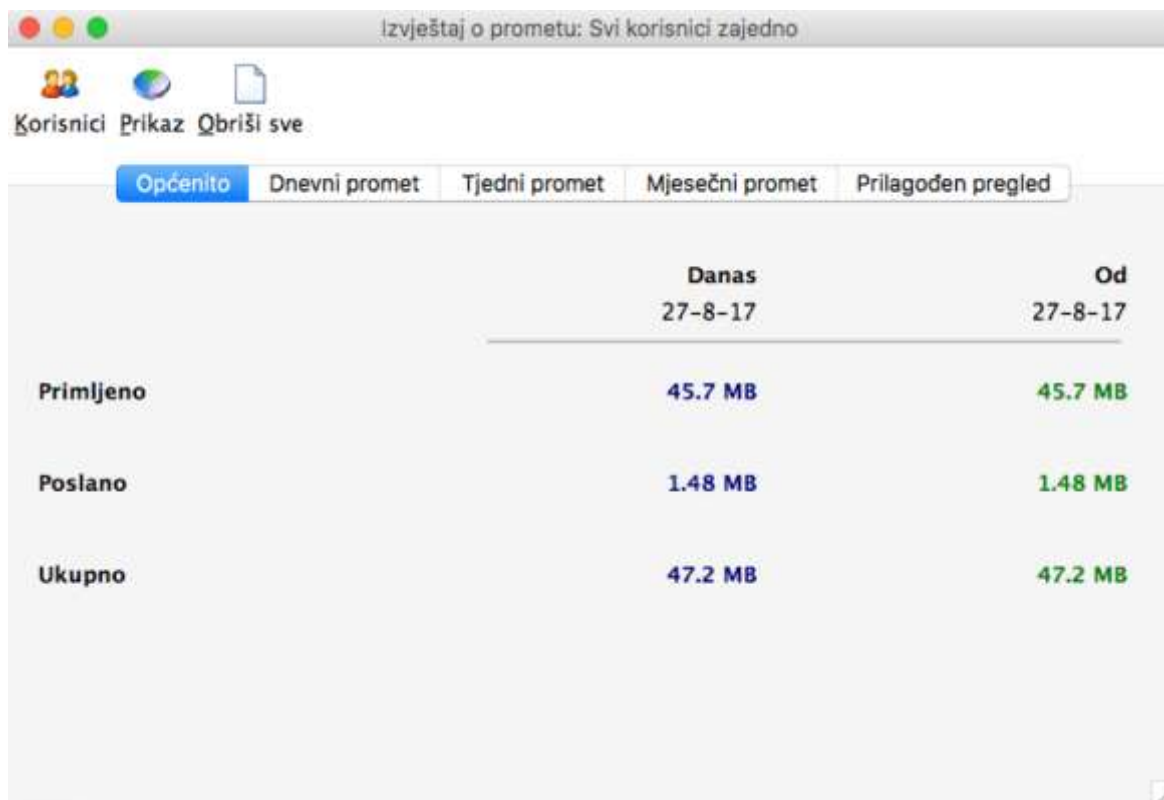 Izvještaj o prometu: Svi korisnici zajedno
Korisnici Prikaz Obriši sve
Općenito Dnevni promet Tjedni promet Mjesečni promet Prilagođen pregled
Danas Od
27-8-17 27-8-17
Primljeno 45.7 MB 45.7 MB
Poslano 1.48 MB 1.48 MB
Ukupno 47.2 MB 47.2 MB